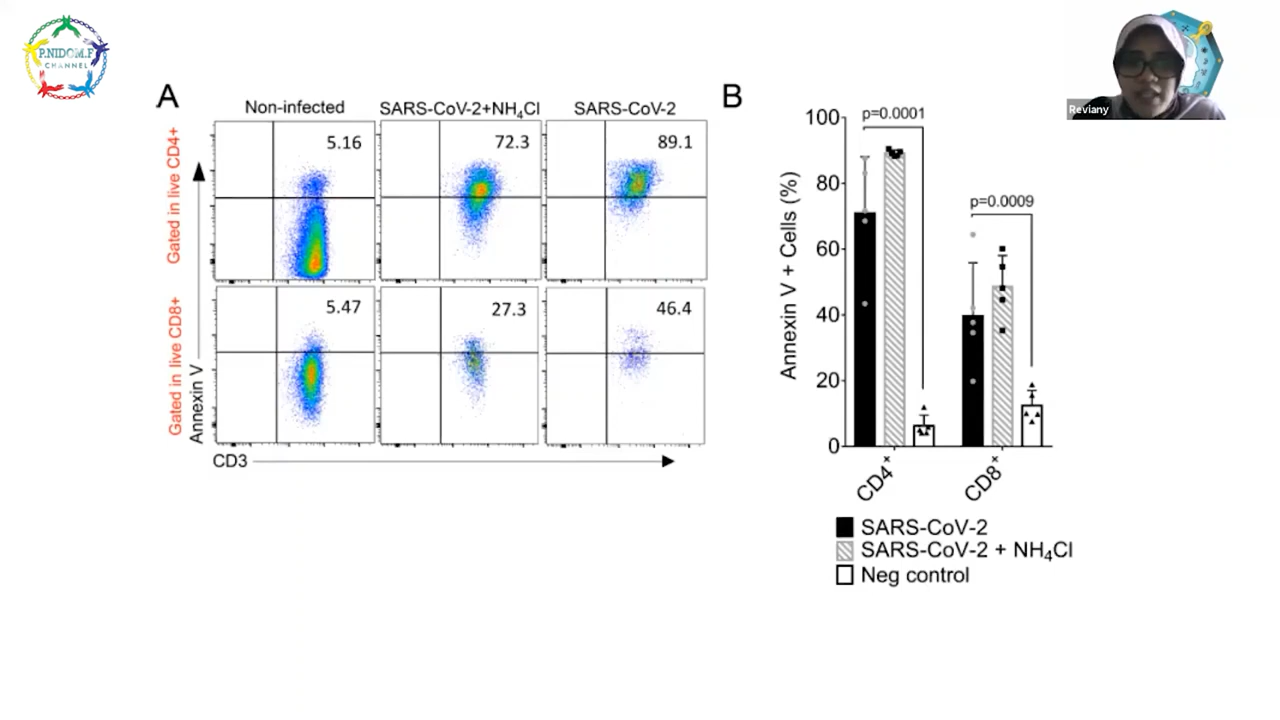 P.NIDOM.F
CHANNEL
Reviany
A
Non-infected
SARS-CoV-2+NH4Cl
SARS-CoV-2
Gated in live CD4+
5.16
72.3
89.1
Gated in live CD8+
5.47
27.3
46.4
Annexin V
CD3
B
Annexin V + Cells (%)
100
80
60
40
20
0
p=0.0001
p=0.0009
CD4+
CD8+
SARS-CoV-2
SARS-CoV-2 + NH4Cl
Neg control